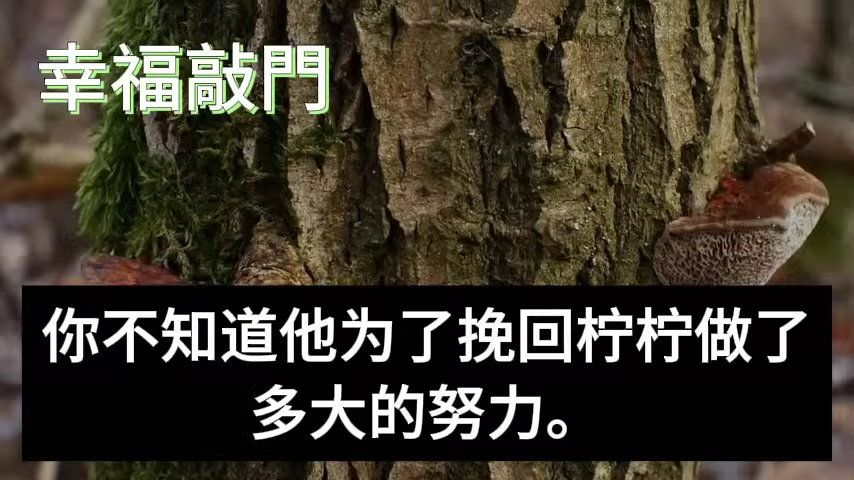 幸福敲門
你不知道他为了挽回柠柠做了
多大的努力。